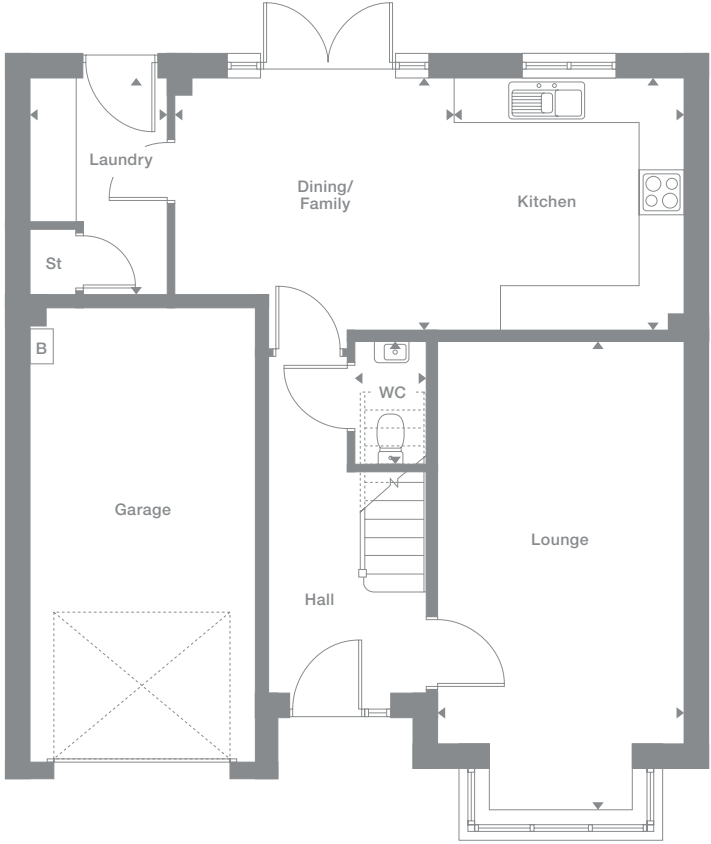 Laundry
Dining/
Family
Kitchen
St
B
WC
Garage
Lounge
Hall